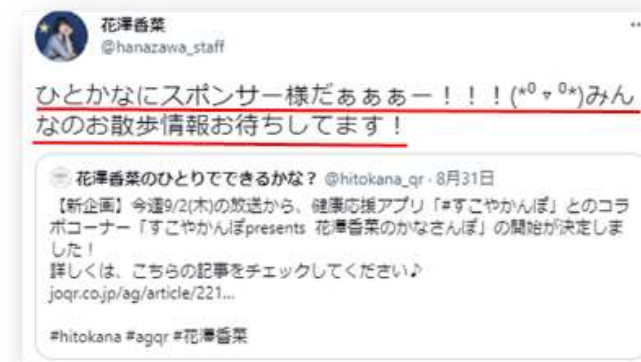 花澤香菜
@hanazawa_staff
ひとかなにスポンサー様だぁぁぁー！！！(*⁰ ▿ ⁰*)みん
なのお散歩情報お待ちしてます！
花澤香菜のひとりでできるかな？ @hitokana_qr · 8月31日
【新企画】今週9/2(木)の放送から、健康応援アプリ「#すこやかんぽ」とのコラ
ボコーナー「すこやかんぽpresents 花澤香菜のかなさんぽ」の開始が決定しま
した！
詳しくは、こちらの記事をチェックしてください♪
joqr.co.jp/ag/article/221...
#hitokana #agqr #花澤香菜